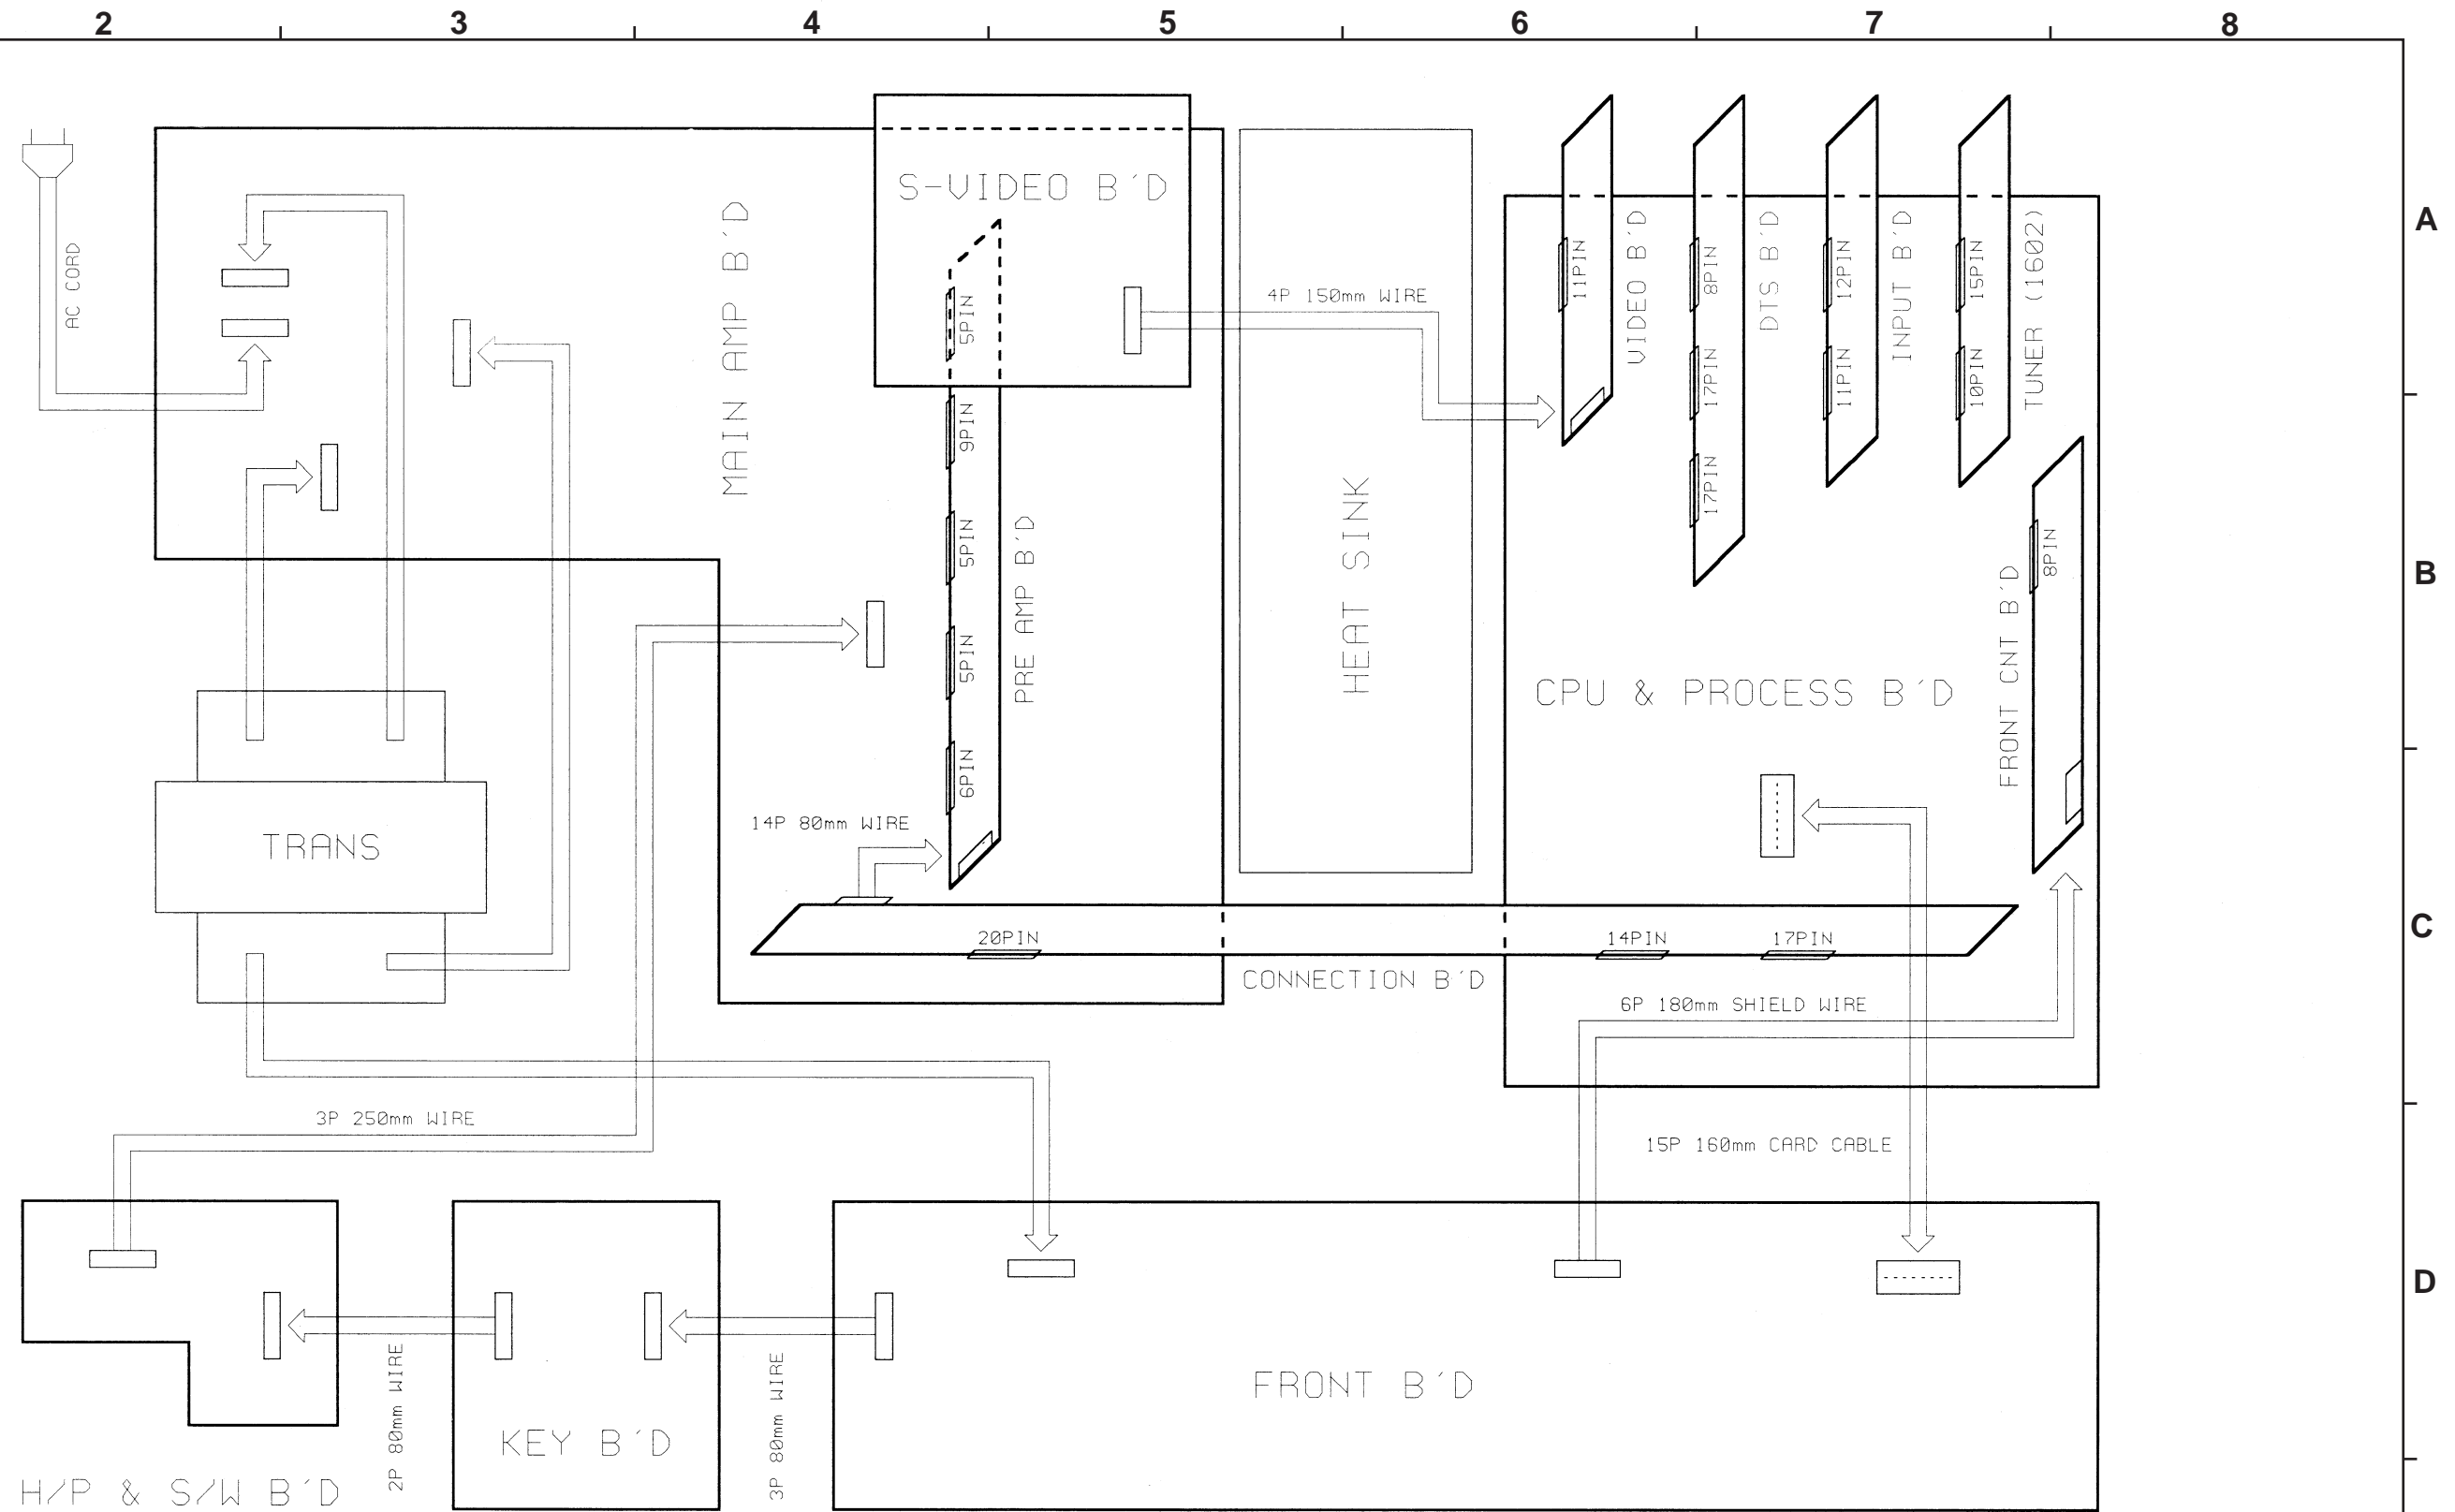 2 3 4 5 6 7 8
A
B
C
D
AC CORD
MAIN AMP B´D
S-VIDEO B´D
5PIN
9PIN
5PIN
5PIN
6PIN
PRE AMP B´D
4P 150mm WIRE
HEAT SINK
11PIN
VIDEO B´D
8PIN
17PIN
17PIN
DTS B´D
12PIN
11PIN
INPUT B´D
15PIN
10PIN
TUNER (1602)
8PIN
FRONT CNT B´D
CPU & PROCESS B´D
TRANS
14P 80mm WIRE
20PIN
14PIN
17PIN
CONNECTION B´D
6P 180mm SHIELD WIRE
3P 250mm WIRE
15P 160mm CARD CABLE
H/P & S/W B´D
2P 80mm WIRE
KEY B´D
3P 80mm WIRE
FRONT B´D